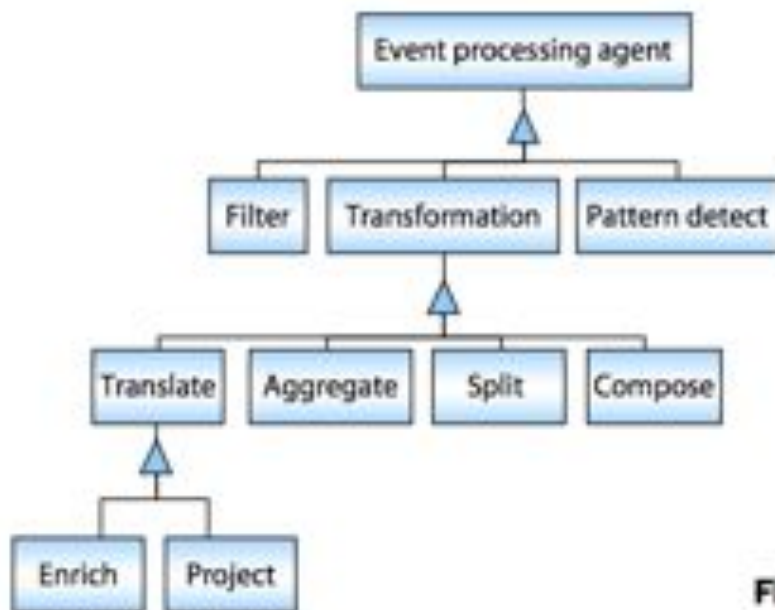 Event processing agent
Filter
Transformation
Pattern detect
Translate
Aggregate
Split
Compose
Enrich
Project